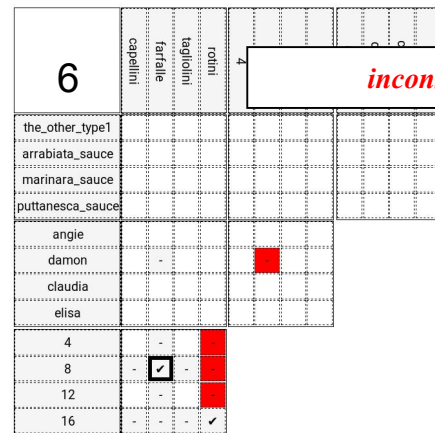 capellini
farfalle
tagliolini
rotini
4
6
incon
the_other_type1
arrabiata_sauce
marinara_sauce
puttanesca_sauce
angie
damon - -
claudia
elisa
4 - -
8 - ✔ - -
12 - -
16 - - - ✔